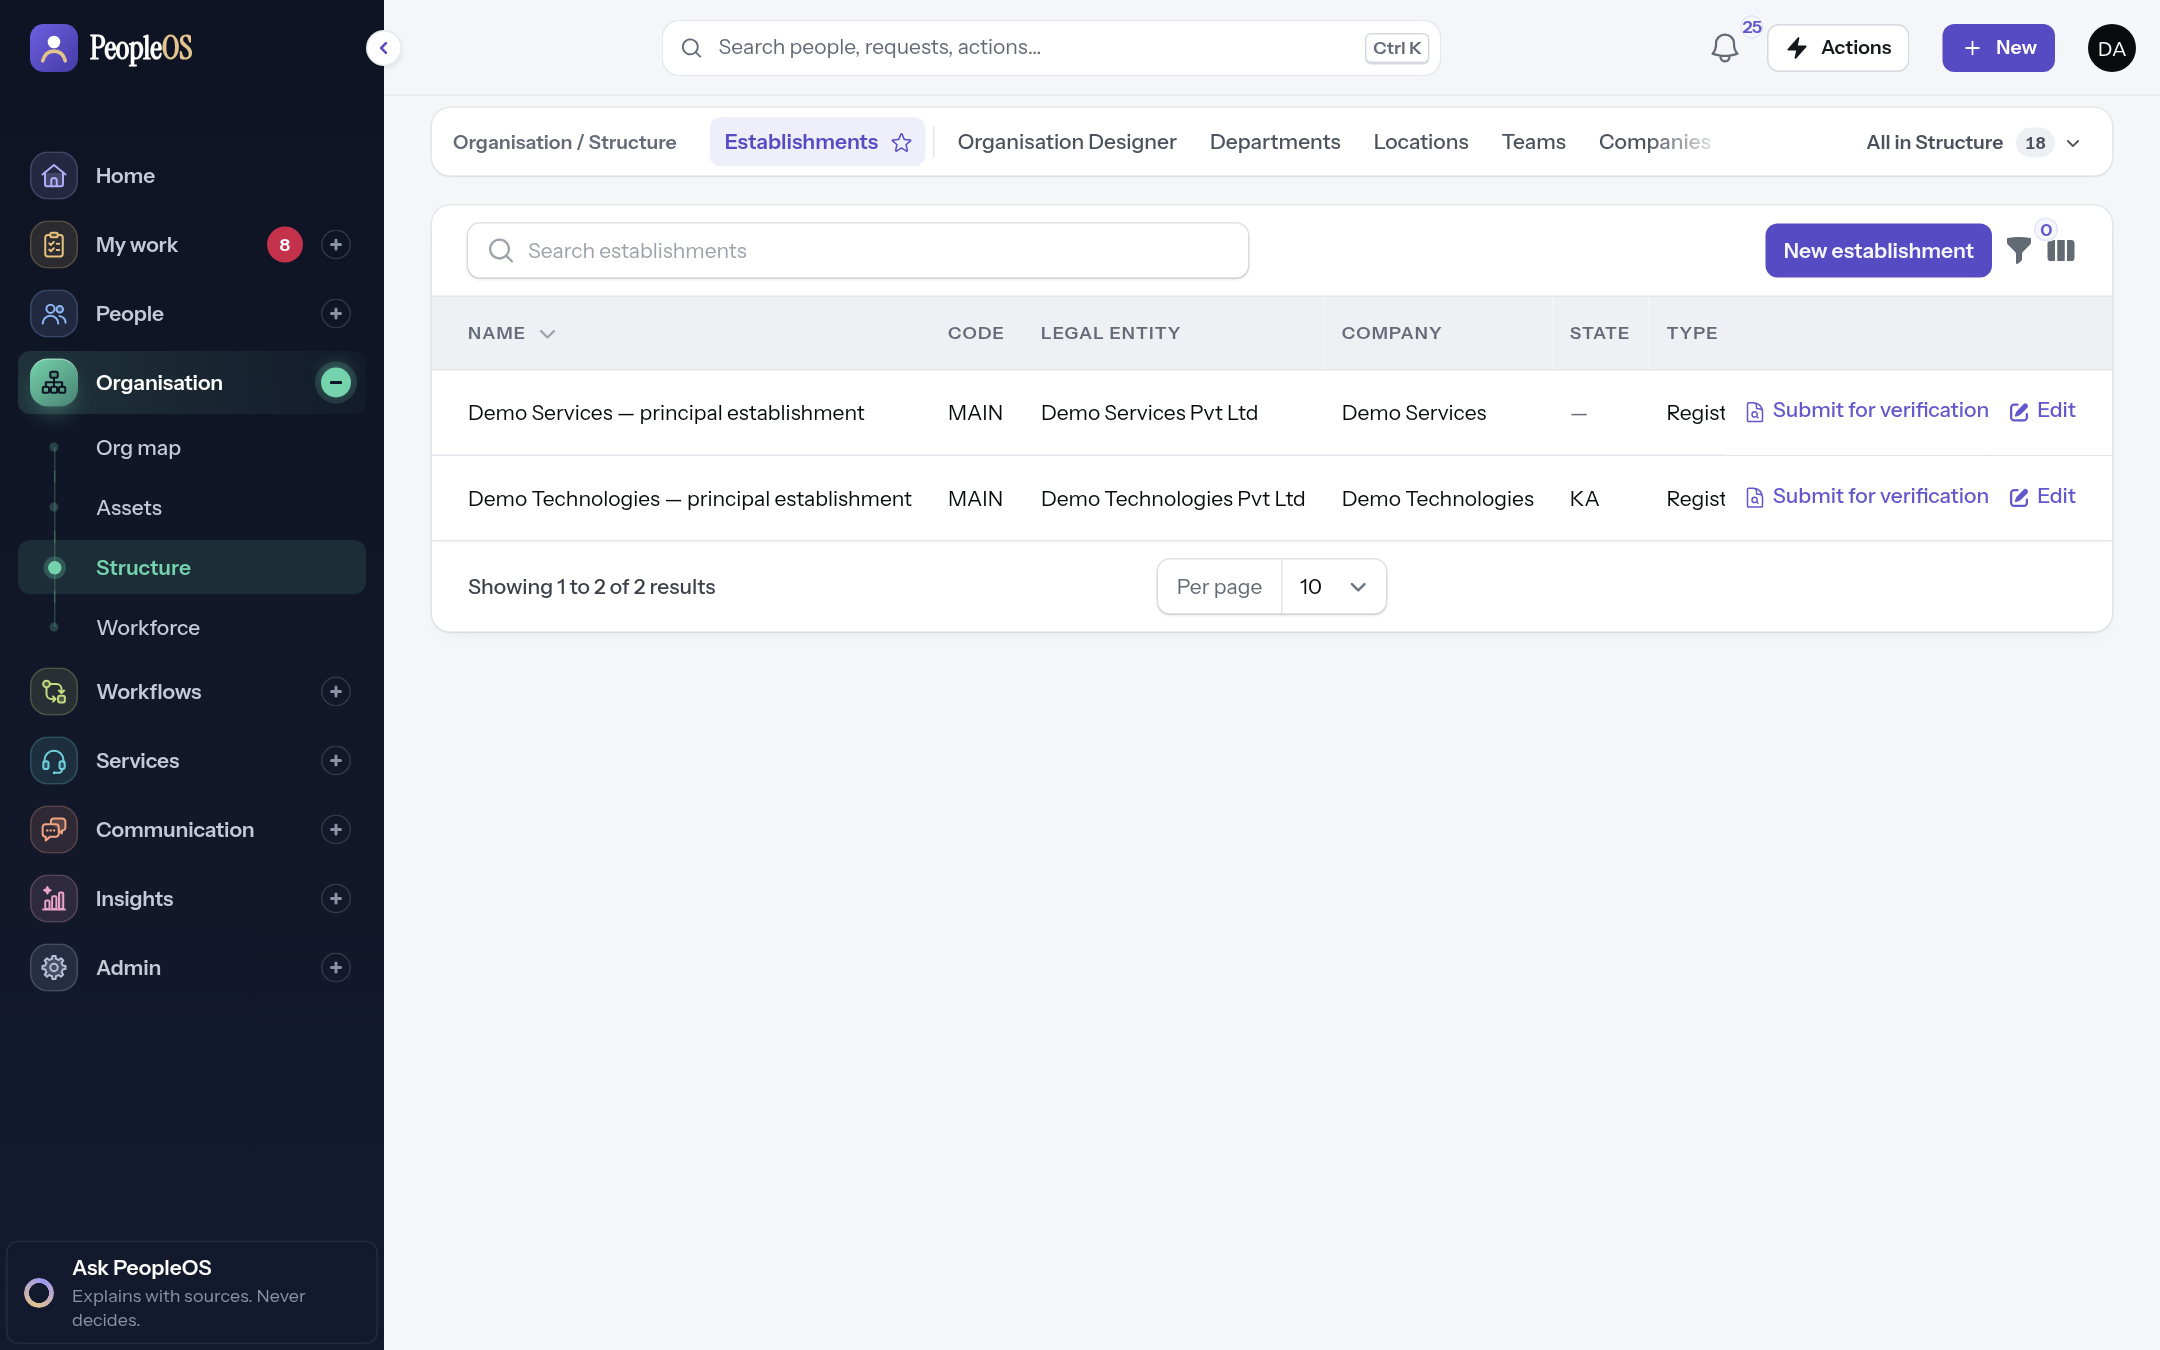 PeopleOS
Search people, requests, actions...
Ctrl K
25
Actions
New
DA
Home
My work
8
People
Organisation
Org map
Assets
Structure
Workforce
Workflows
Services
Communication
Insights
Admin
Ask PeopleOS
Explains with sources. Never
decides.
Organisation / Structure
Establishments
Organisation Designer
Departments
Locations
Teams
Companies
All in Structure
18
Search establishments
New establishment
0
NAME CODE LEGAL ENTITY COMPANY STATE TYPE
Demo Services — principal establishment MAIN Demo Services Pvt Ltd Demo Services — Regist Submit for verification Edit
Demo Technologies — principal establishment MAIN Demo Technologies Pvt Ltd Demo Technologies KA Regist Submit for verification Edit
Showing 1 to 2 of 2 results
Per page 10